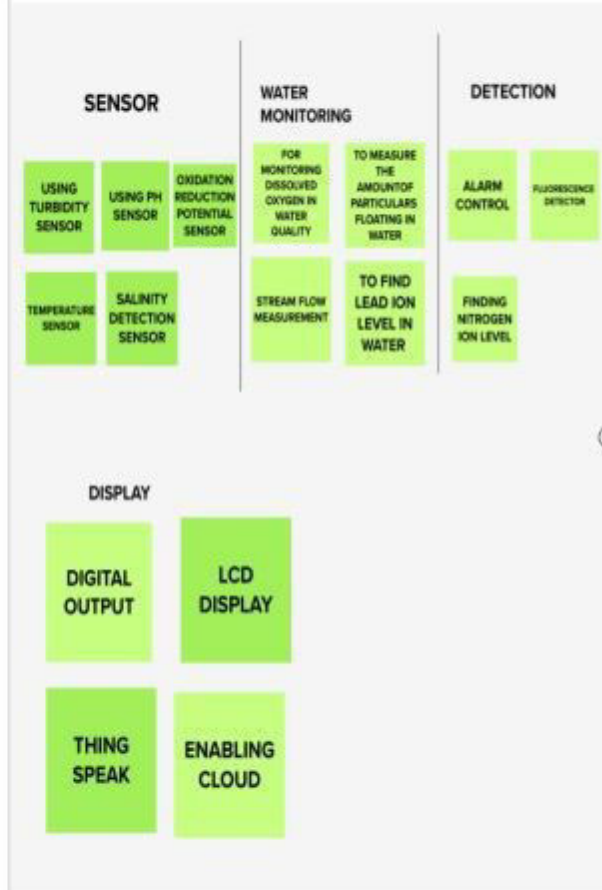 SENSOR
USING
TURBIDITY
SENSOR
USING PH
SENSOR
OXIDATION
REDUCTION
POTENTIAL
SENSOR
TEMPERATURE
SENSOR
SALINITY
DETECTION
SENSOR
WATER
MONITORING
FOR
MONITORING
DISSOLVED
OXYGEN IN
WATER
QUALITY
TO MEASURE
THE
AMOUNTOF
PARTICULARS
FLOATING IN
WATER
STREAM FLOW
MEASUREMENT
TO FIND
LEAD ION
LEVEL IN
WATER
DETECTION
ALARM
CONTROL
FLUORESCENCE
DETECTOR
FINDING
NITROGEN
ION LEVEL
DISPLAY
DIGITAL
OUTPUT
LCD
DISPLAY
THING
SPEAK
ENABLING
CLOUD